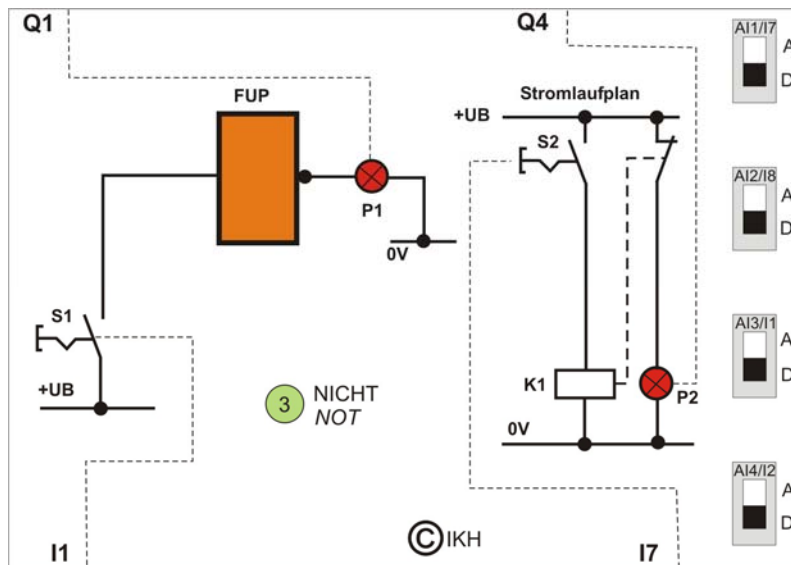 Q1
Q4
AI1/I7
A
D
FUP
Stromlaufplan
+UB
S2
P1
0V
AI2/I8
A
D
S1
+UB
3
NICHT
NOT
K1
P2
0V
AI3/I1
A
D
AI4/I2
A
D
I1
C IKH
I7